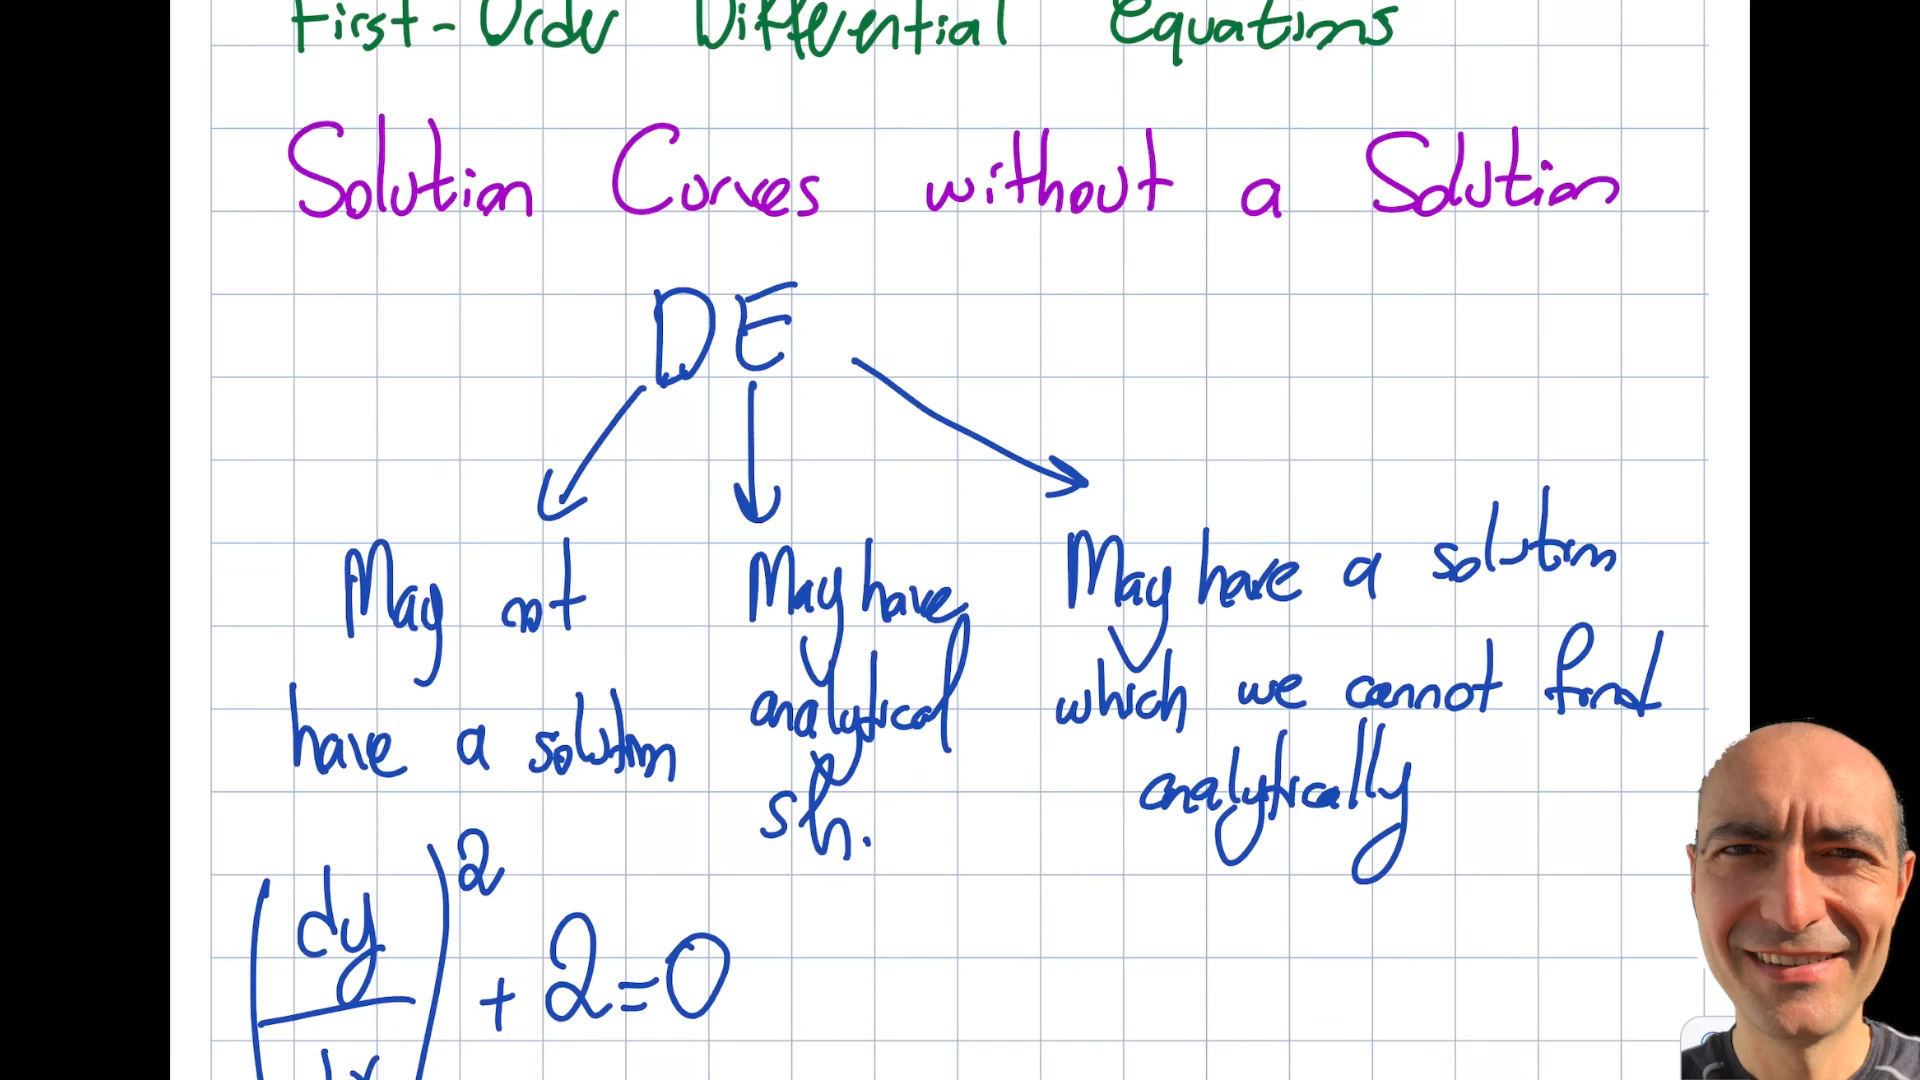 First-Order Differential Equations
Solution Curves without a Solution
DE
May not
have a solution
May have
analytical
sln.
May have a solution
which we cannot find
analytically
(dy/dx)² + 2 = 0